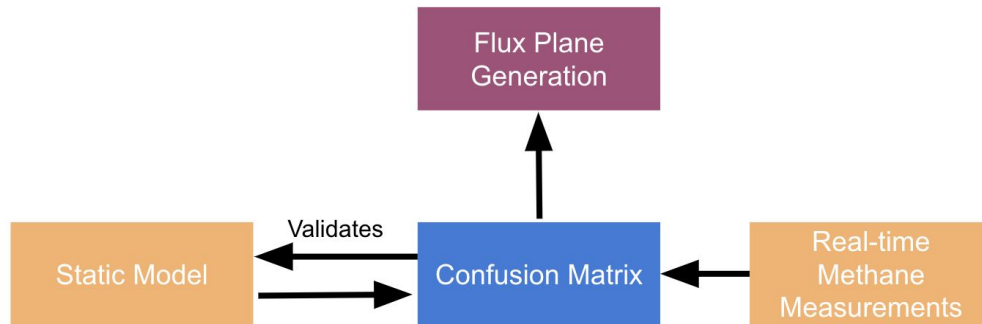 Flux Plane
Generation
Validates
Static Model
Confusion Matrix
Real-time
Methane
Measurements